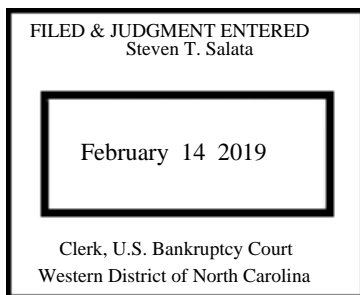 FILED & JUDGMENT ENTERED
Steven T. Salata
February 14 2019
Clerk, U.S. Bankruptcy Court
Western District of North Carolina